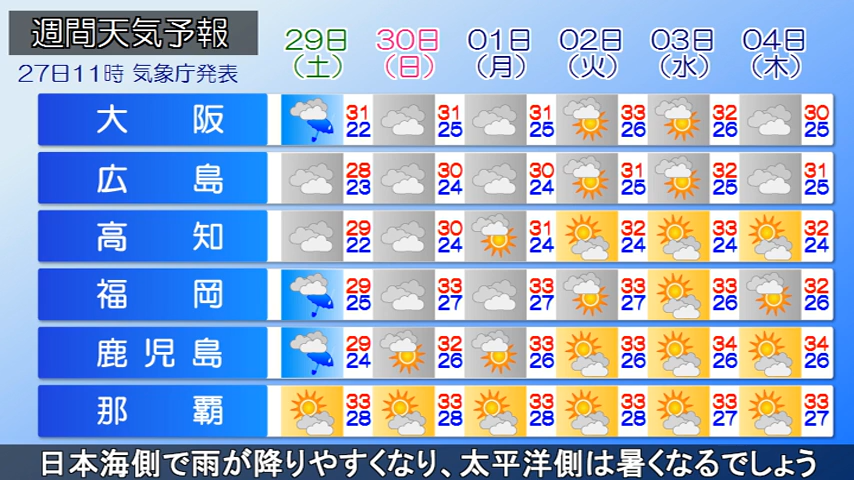 週間天気予報
27日11時 気象庁発表
29日 30日 01日 02日 03日 04日
(土) (日) (月) (火) (水) (木)
大阪 31 22 31 25 31 25 33 26 32 26 30 25
広島 28 23 30 24 30 24 31 25 32 25 31 25
高知 29 22 30 24 31 24 32 24 33 24 32 24
福岡 29 25 33 27 33 27 33 27 33 26 32 26
鹿児島 29 24 32 26 33 26 33 26 34 26 34 26
那覇 33 28 33 28 33 28 33 28 33 27 33 27
日本海側で雨が降りやすくなり、太平洋側は暑くなるでしょう